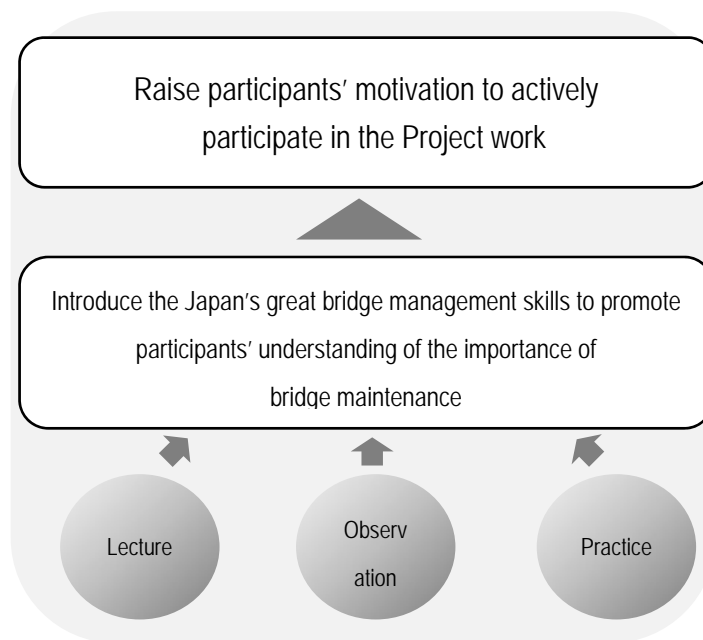 Raise participants’ motivation to actively
participate in the Project work
Introduce the Japan’s great bridge management skills to promote
participants’ understanding of the importance of
bridge maintenance
Lecture
Observ
ation
Practice